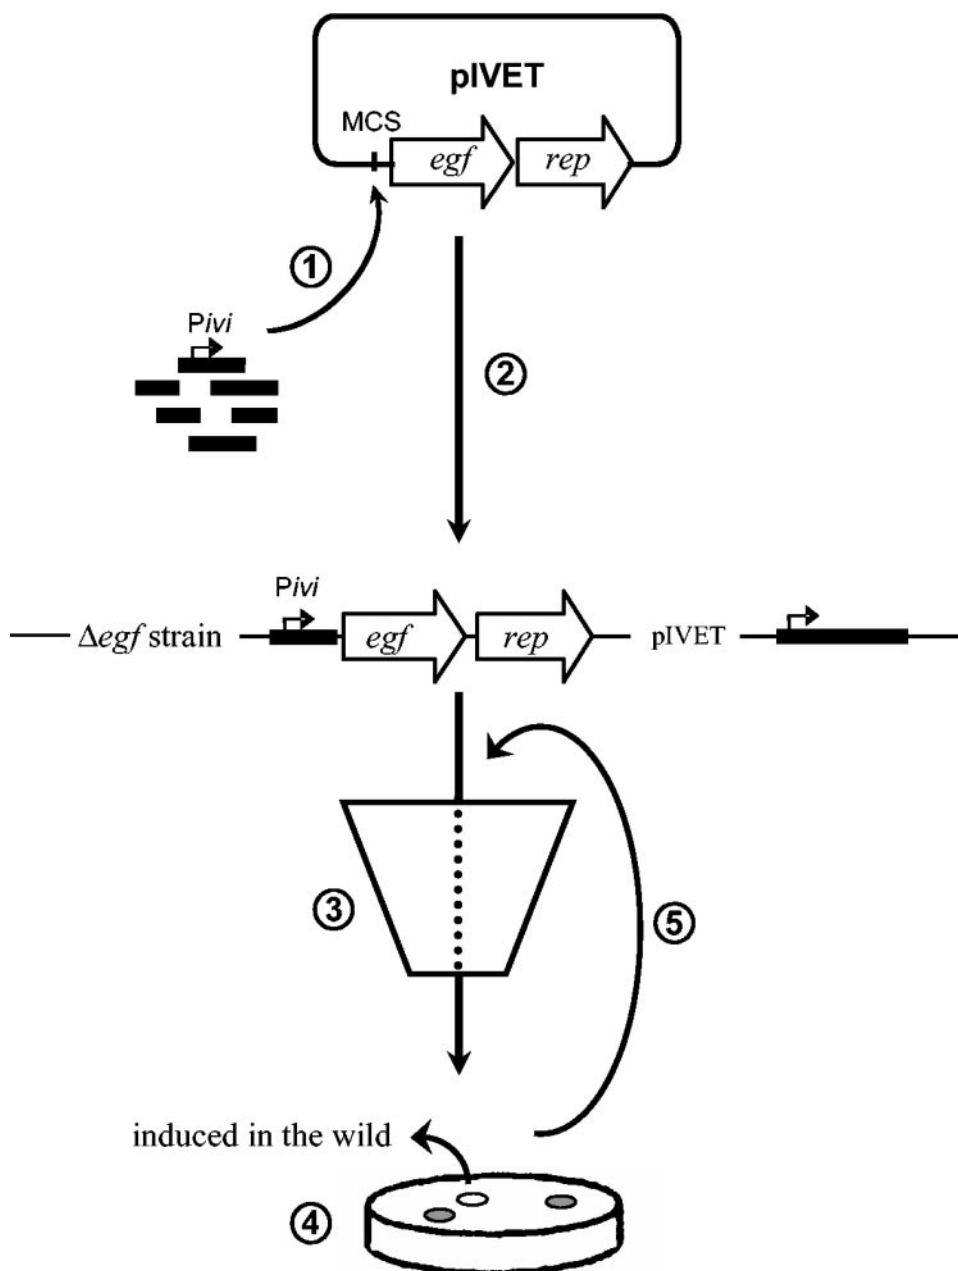 pIVET
MCS
egf rep
1
Pivi
2
Pivi
Δegf strain egf rep pIVET
3
5
induced in the wild
4